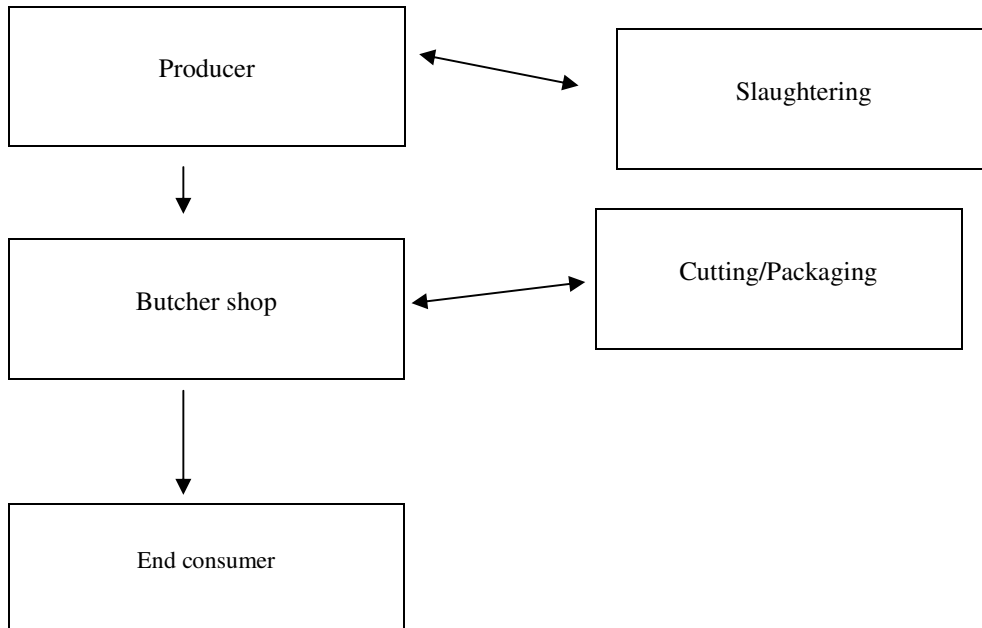 Producer
Slaughtering
Butcher shop
Cutting/Packaging
End consumer